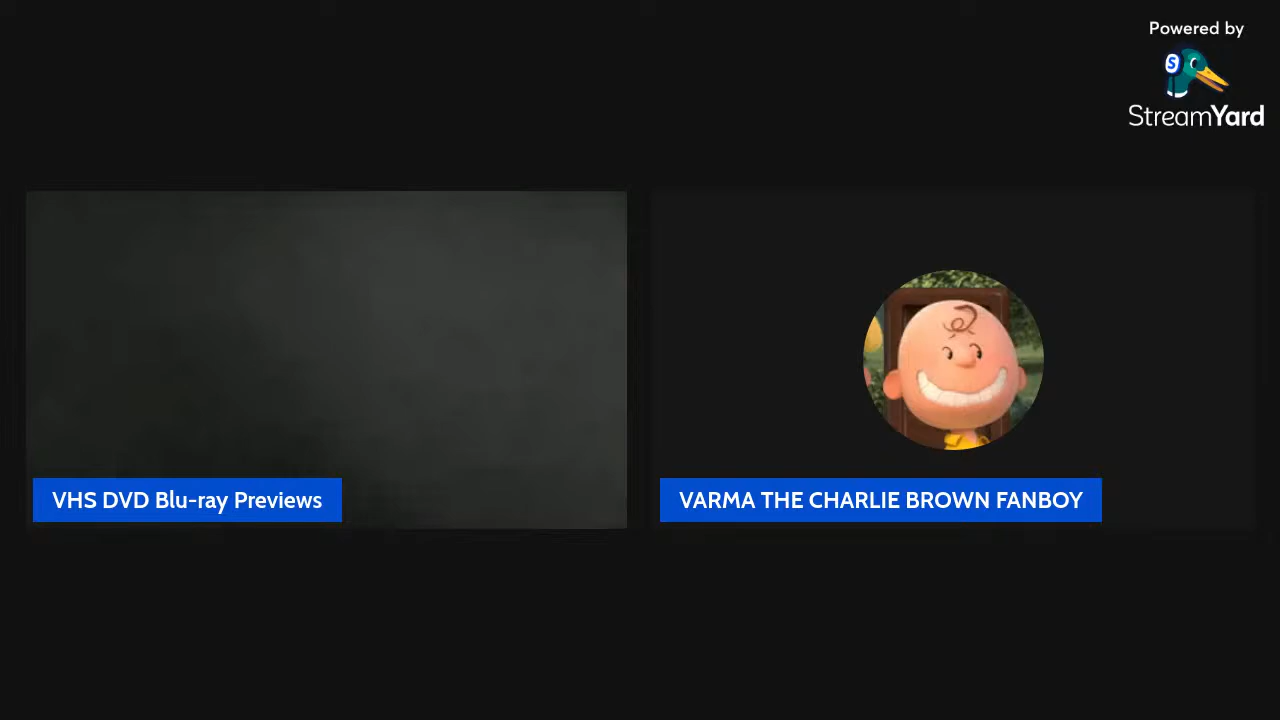 Powered by
S
StreamYard
VHS DVD Blu-ray Previews
VARMA THE CHARLIE BROWN FANBOY